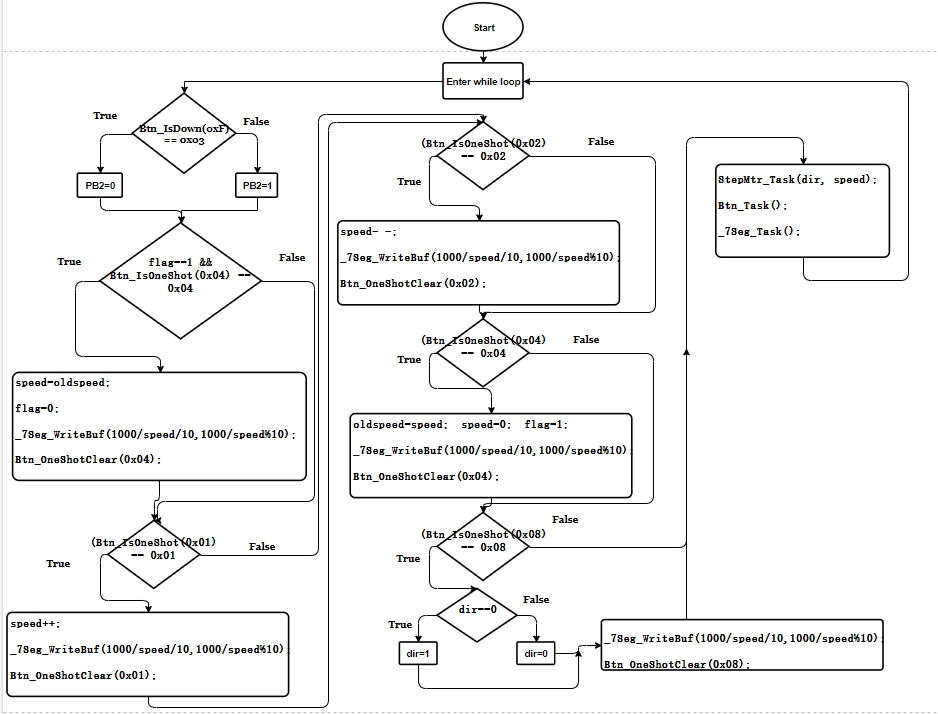 Start
Enter while loop
True
False
Btn_IsDown(oxF)
== 0x03
PB2=0
PB2=1
True
False
flag==1 &&
Btn_IsOneShot(0x04) ==
0x04
speed=oldspeed;
flag=0;
_7Seg_WriteBuf(1000/speed/10,1000/speed%10);
Btn_OneShotClear(0x04);
(Btn_IsOneShot(0x01)
== 0x01
True
False
speed++;
_7Seg_WriteBuf(1000/speed/10,1000/speed%10);
Btn_OneShotClear(0x01);
(Btn_IsOneShot(0x02)
== 0x02
True
False
speed- -;
_7Seg_WriteBuf(1000/speed/10,1000/speed%10);
Btn_OneShotClear(0x02);
(Btn_IsOneShot(0x04)
== 0x04
True
False
oldspeed=speed; speed=0; flag=1;
_7Seg_WriteBuf(1000/speed/10,1000/speed%10);
Btn_OneShotClear(0x04);
(Btn_IsOneShot(0x08)
== 0x08
True
False
dir==0
True
False
dir=1
dir=0
_7Seg_WriteBuf(1000/speed/10,1000/speed%10);
Btn_OneShotClear(0x08);
StepMtr_Task(dir, speed);
Btn_Task();
_7Seg_Task();